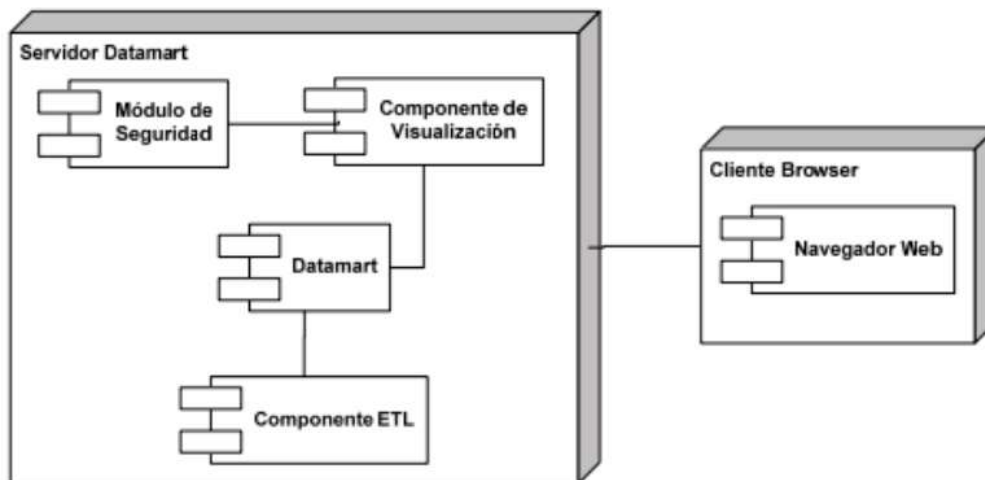 Servidor Datamart
Módulo de
Seguridad
Componente de
Visualización
Datamart
Componente ETL
Cliente Browser
Navegador Web